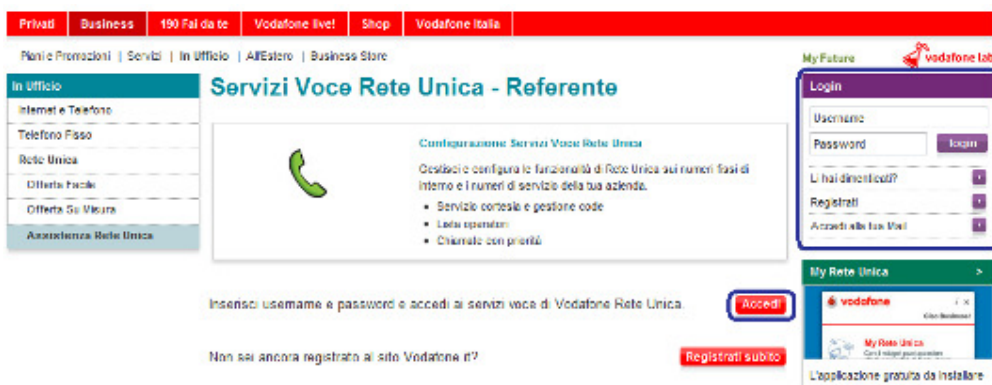 Privati Business 190 Fai da te Vodafone live! Shop Vodafone Italia
Piani e Promozioni | Servizi | In Ufficio | All'Estero | Business Store
My Future
vodafone lab
In Ufficio
Internet e Telefono
Telefono Fisso
Rete Unica
Offerta Facile
Offerta Su Misura
Assistenza Rete Unica
Servizi Voce Rete Unica - Referente
Configurazione Servizi Voce Rete Unica
Gestisci e configura le funzionalità di Rete Unica sui numeri fissi di
interno e i numeri di servizio della tua azienda.
Servizio cortesia e gestione code
Lista operatori
Chiamate con priorità
Inserisci username e password e accedi ai servizi voce di Vodafone Rete Unica.
Accedi
Non sei ancora registrato al sito Vodafone.it?
Registrati subito
Login
Username
Password
login
Li hai dimenticati?
Registrati
Accedi alla tua Mail
My Rete Unica >
vodafone
Ciao Businesser
My Rete Unica
L'applicazione gratuita da installare